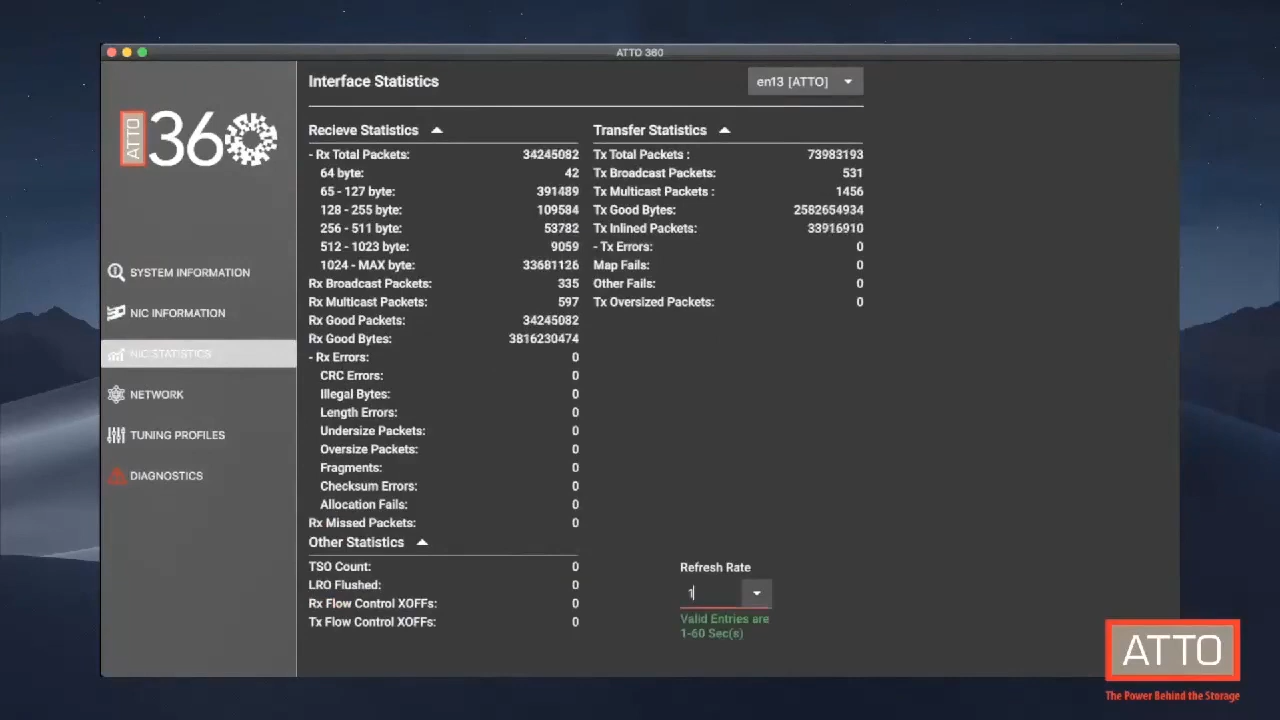 ATTO 360
ATTO 360
SYSTEM INFORMATION
NIC INFORMATION
NIC STATISTICS
NETWORK
TUNING PROFILES
DIAGNOSTICS
Interface Statistics
en13 [ATTO]
Recieve Statistics
- Rx Total Packets: 34245082
64 byte: 42
65 - 127 byte: 391489
128 - 255 byte: 109584
256 - 511 byte: 53782
512 - 1023 byte: 9059
1024 - MAX byte: 33681126
Rx Broadcast Packets: 335
Rx Multicast Packets: 597
Rx Good Packets: 34245082
Rx Good Bytes: 3816230474
- Rx Errors: 0
CRC Errors: 0
Illegal Bytes: 0
Length Errors: 0
Undersize Packets: 0
Oversize Packets: 0
Fragments: 0
Checksum Errors: 0
Allocation Fails: 0
Rx Missed Packets: 0
Transfer Statistics
Tx Total Packets : 73983193
Tx Broadcast Packets: 531
Tx Multicast Packets : 1456
Tx Good Bytes: 2582654934
Tx Inlined Packets: 33916910
- Tx Errors: 0
Map Fails: 0
Other Fails: 0
Tx Oversized Packets: 0
Other Statistics
TSO Count: 0
LRO Flushed: 0
Rx Flow Control XOFFs: 0
Tx Flow Control XOFFs: 0
Refresh Rate
1
Valid Entries are
1-60 Sec(s)
ATTO
The Power Behind the Storage